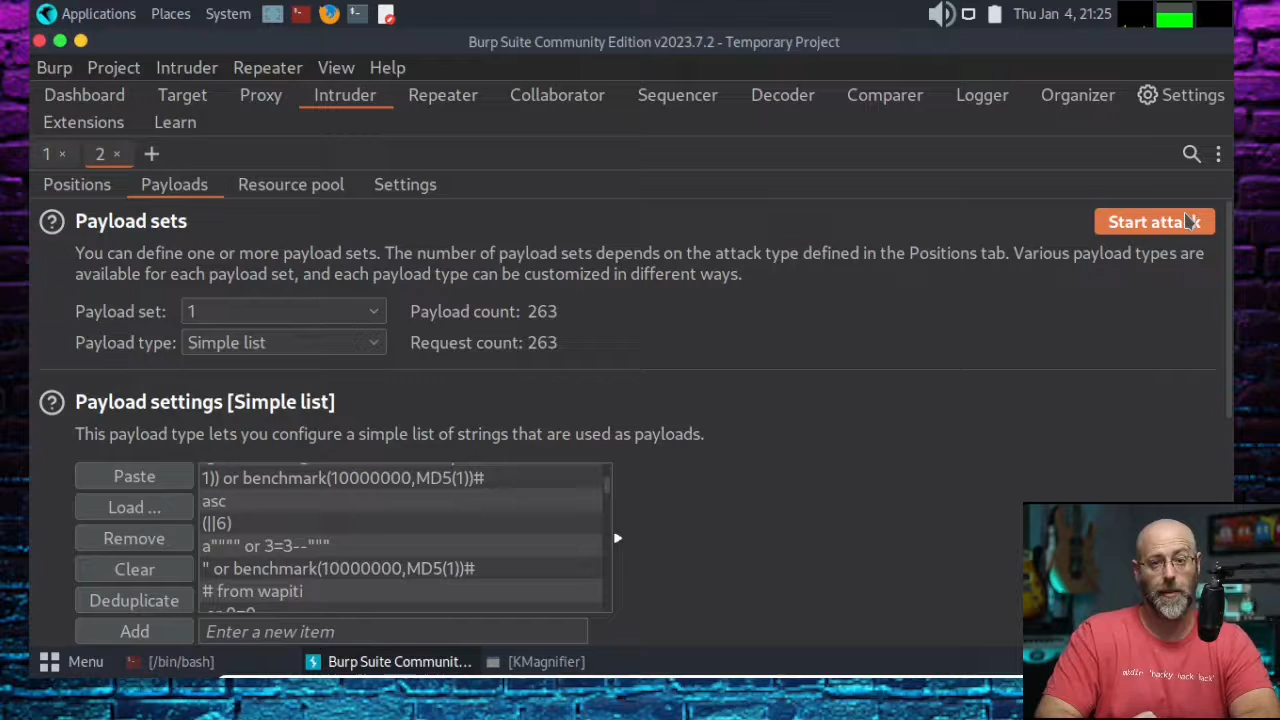 Applications Places System Thu Jan 4, 21:25
Burp Suite Community Edition v2023.7.2 - Temporary Project
Burp Project Intruder Repeater View Help
Dashboard Target Proxy Intruder Repeater Collaborator Sequencer Decoder Comparer Logger Organizer Settings
Extensions Learn
1 × 2 × +
Positions Payloads Resource pool Settings
? Payload sets Start attack
You can define one or more payload sets. The number of payload sets depends on the attack type defined in the Positions tab. Various payload types are
available for each payload set, and each payload type can be customized in different ways.
Payload set: 1 Payload count: 263
Payload type: Simple list Request count: 263
? Payload settings [Simple list]
This payload type lets you configure a simple list of strings that are used as payloads.
Paste 1)) or benchmark(10000000,MD5(1))#
asc
Load ... (||6)
Remove a"""" or 3=3--"""
Clear " or benchmark(10000000,MD5(1))#
Deduplicate # from wapiti
or 0=0
Add Enter a new item
Menu [/bin/bash] Burp Suite Communit... [KMagnifier]
mkdir 'hacky hack hack'